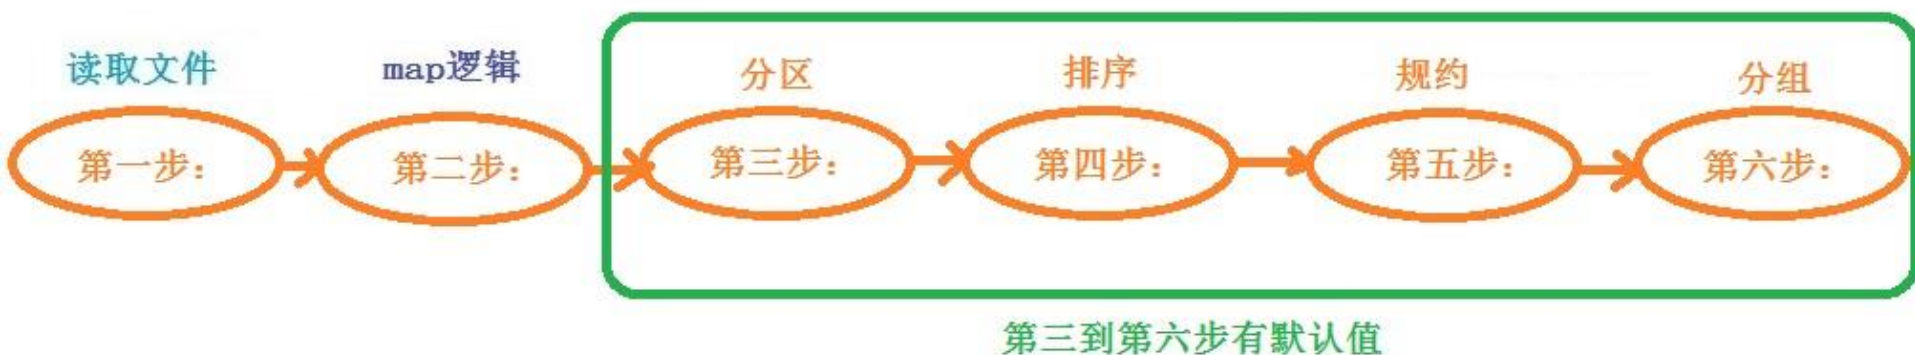 读取文件
map逻辑
分区
排序
规约
分组
第一步:
第二步:
第三步:
第四步:
第五步:
第六步:
第三到第六步有默认值